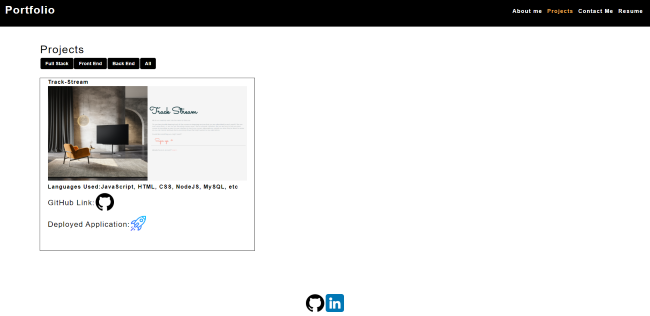 Portfolio
About me Projects Contact Me Resume
Projects
Full Stack Front End Back End All
Track-Stream
Track Stream
Languages Used:JavaScript, HTML, CSS, NodeJS, MySQL, etc
GitHub Link:
Deployed Application:
in